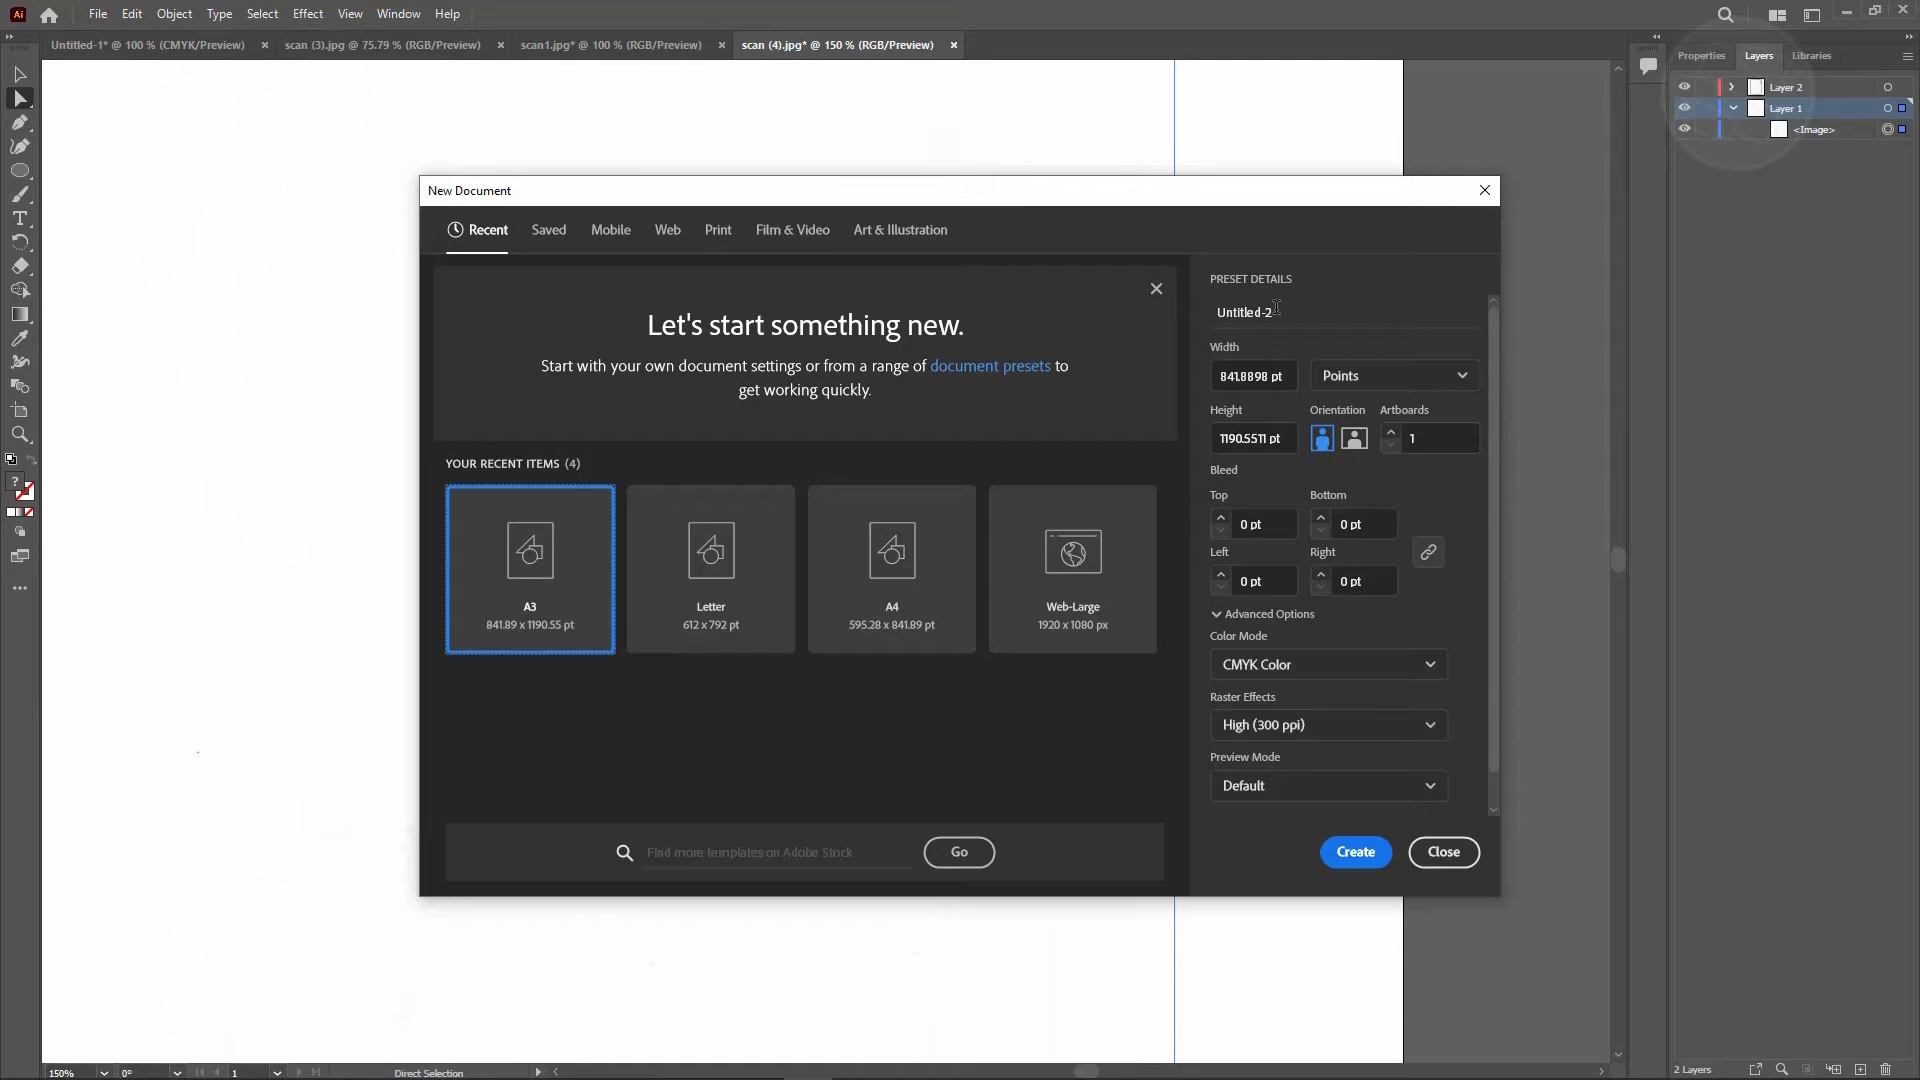 Ai File Edit Object Type Select Effect View Window Help
Untitled-1* @ 100 % (CMYK/Preview) × scan (3).jpg @ 75.79 % (RGB/Preview) × scan1.jpg* @ 100 % (RGB/Preview) × scan (4).jpg* @ 150 % (RGB/Preview) ×
Properties Layers Libraries
Layer 2
Layer 1
<Image>
New Document
Recent Saved Mobile Web Print Film & Video Art & Illustration
Let's start something new.
Start with your own document settings or from a range of document presets to
get working quickly.
YOUR RECENT ITEMS (4)
A3
841.89 x 1190.55 pt
Letter
612 x 792 pt
A4
595.28 x 841.89 pt
Web-Large
1920 x 1080 px
Find more templates on Adobe Stock
Go
PRESET DETAILS
Untitled-2
Width
841.8898 pt Points
Height Orientation Artboards
1190.5511 pt 1
Bleed
Top Bottom
0 pt 0 pt
Left Right
0 pt 0 pt
Advanced Options
Color Mode
CMYK Color
Raster Effects
High (300 ppi)
Preview Mode
Default
Create Close
150% 0° 1 Direct Selection
2 Layers